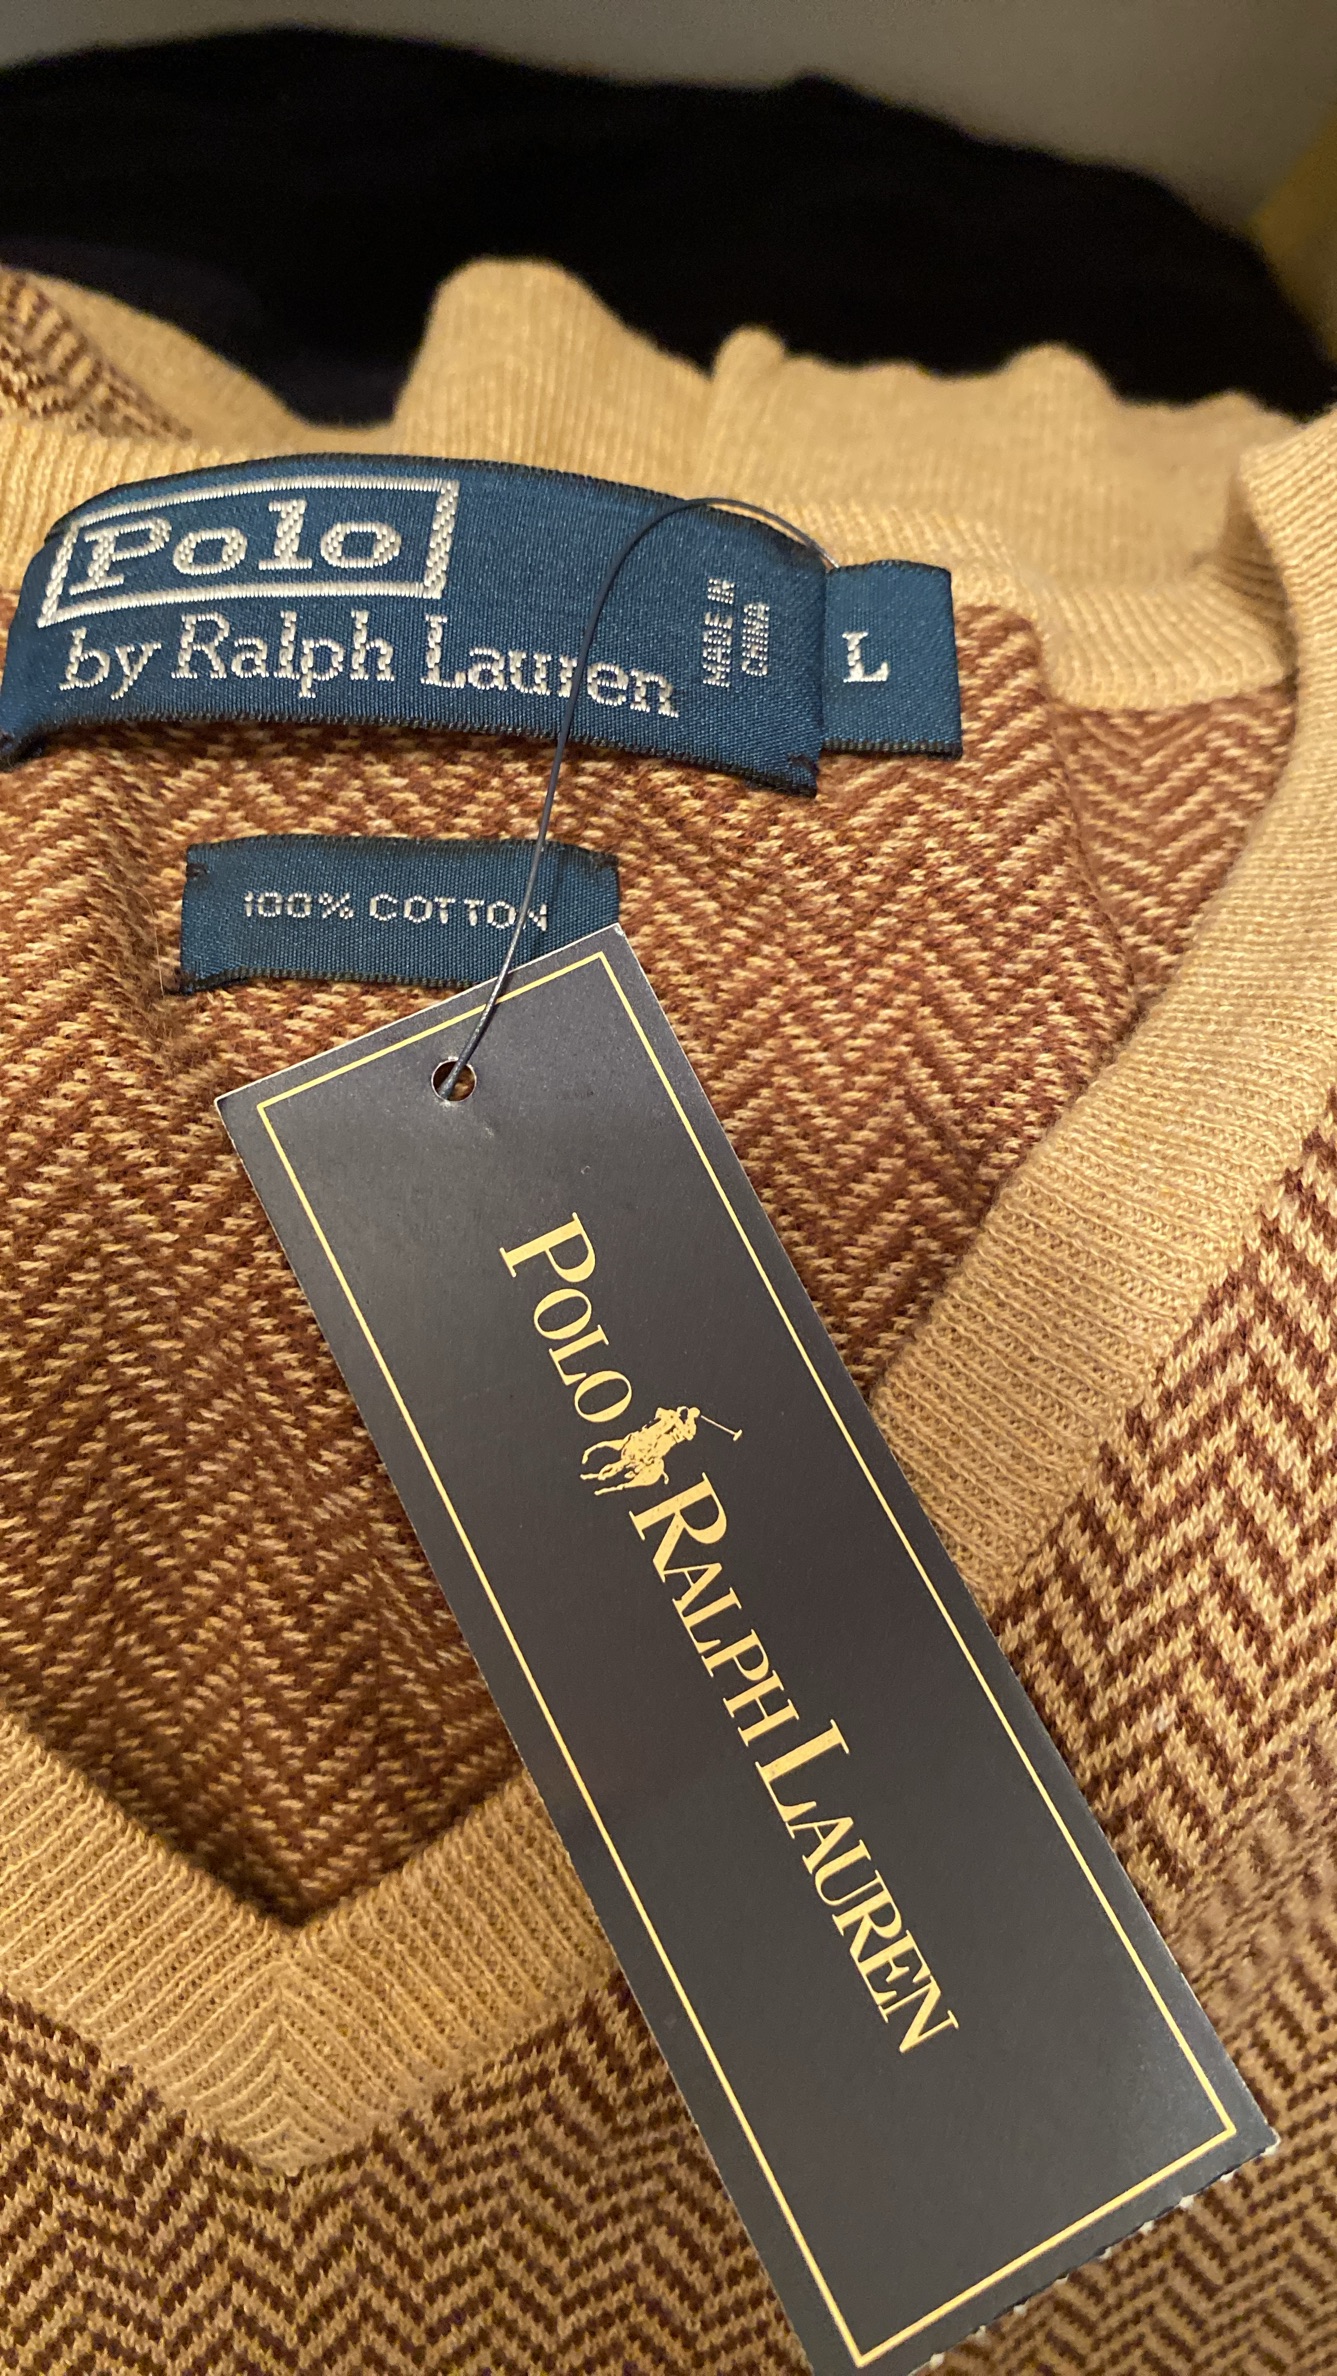 Polo
by Ralph Lauren
MADE IN
CHINA
L
100% COTTON
POLO RALPH LAUREN